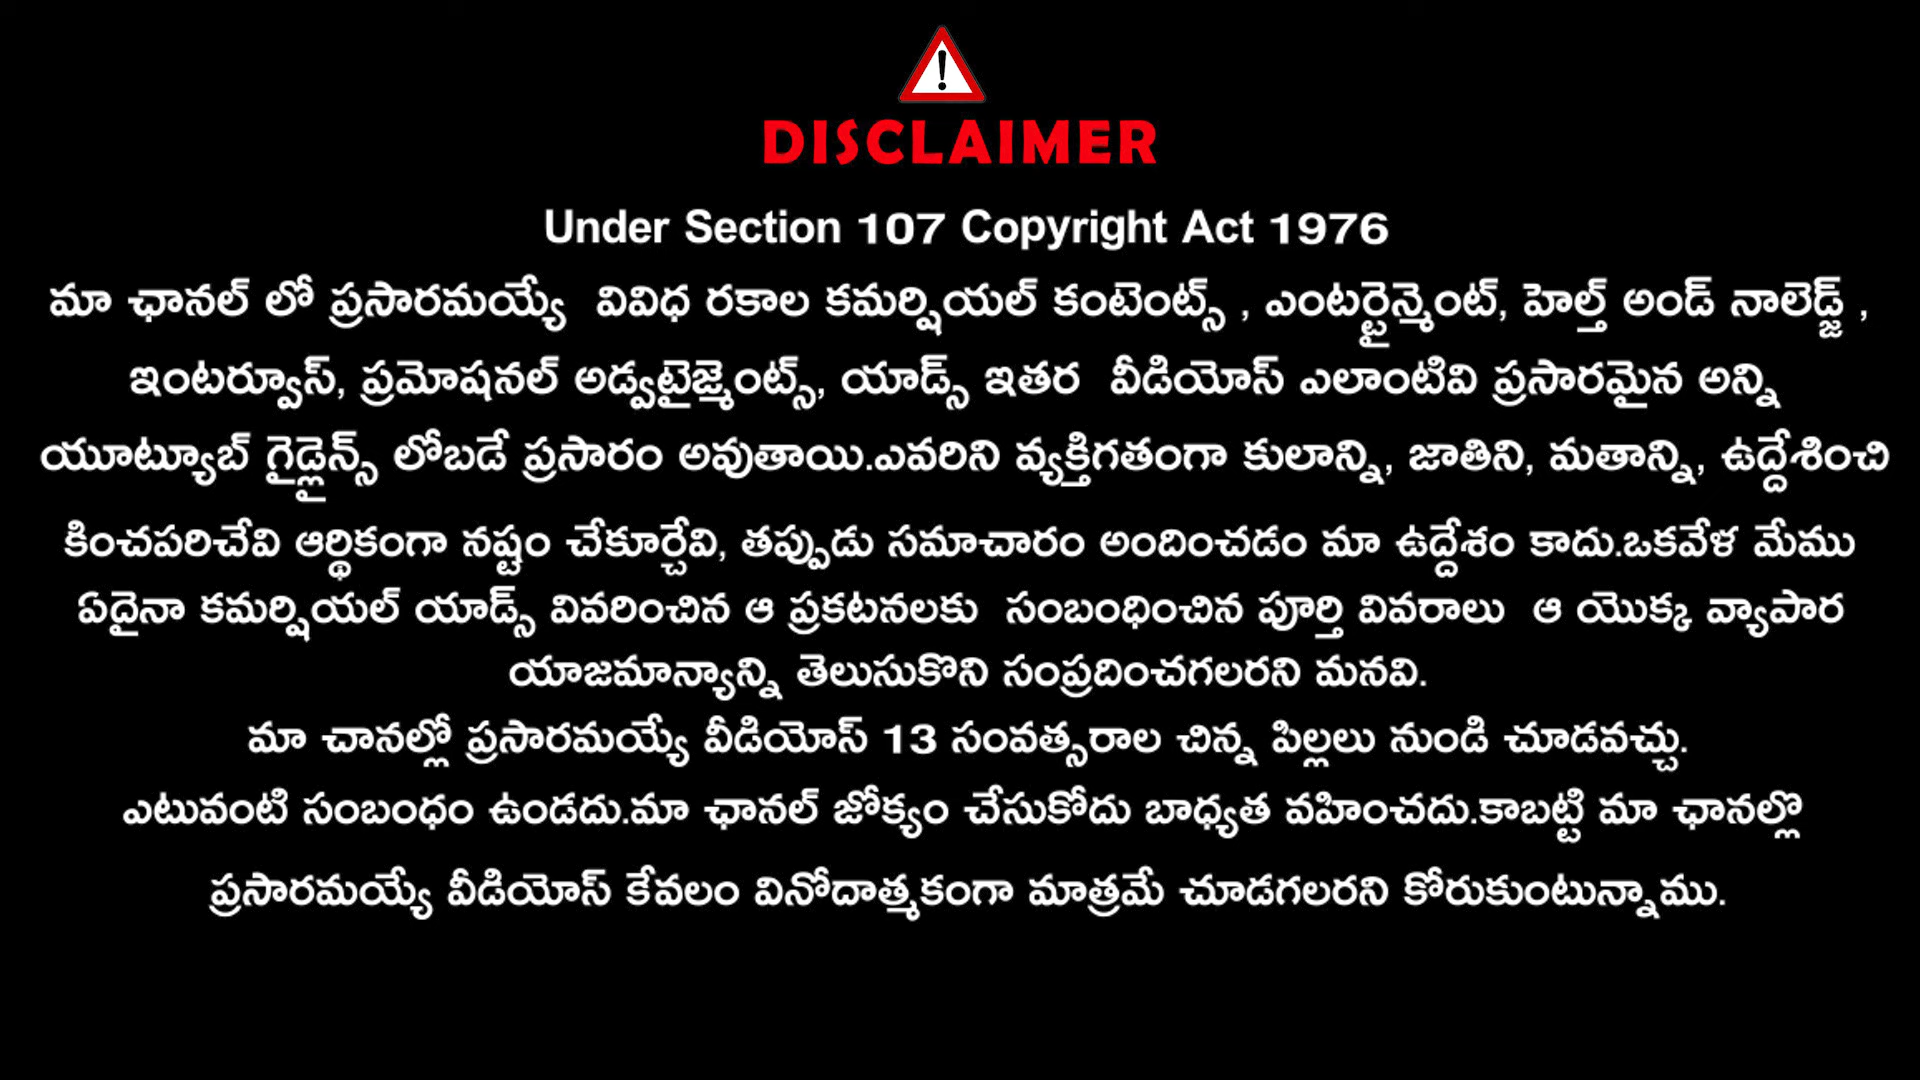 DISCLAIMER
Under Section 107 Copyright Act 1976
మా ఛానల్ లో ప్రసారమయ్యే వివిధ రకాల కమర్షియల్ కంటెంట్స్ , ఎంటర్టైన్మెంట్, హెల్త్ అండ్ నాలెడ్జ్ ,
ఇంటర్వూస్, ప్రమోషనల్ అడ్వటైజ్మెంట్స్, యాడ్స్ ఇతర వీడియోస్ ఎలాంటివి ప్రసారమైన అన్ని
యూట్యూబ్ గైడ్లైన్స్ లోబడే ప్రసారం అవుతాయి.ఎవరిని వ్యక్తిగతంగా కులాన్ని, జాతిని, మతాన్ని, ఉద్దేశించి
కించపరిచేవి ఆర్థికంగా నష్టం చేకూర్చేవి, తప్పుడు సమాచారం అందించడం మా ఉద్దేశం కాదు.ఒకవేళ మేము
ఏదైనా కమర్షియల్ యాడ్స్ వివరించిన ఆ ప్రకటనలకు సంబంధించిన పూర్తి వివరాలు ఆ యొక్క వ్యాపార
యాజమాన్యాన్ని తెలుసుకొని సంప్రదించగలరని మనవి.
మా చానల్లో ప్రసారమయ్యే వీడియోస్ 13 సంవత్సరాల చిన్న పిల్లలు నుండి చూడవచ్చు.
ఎటువంటి సంబంధం ఉండదు.మా ఛానల్ జోక్యం చేసుకోదు బాధ్యత వహించదు.కాబట్టి మా ఛానల్లొ
ప్రసారమయ్యే వీడియోస్ కేవలం వినోదాత్మకంగా మాత్రమే చూడగలరని కోరుకుంటున్నాము.